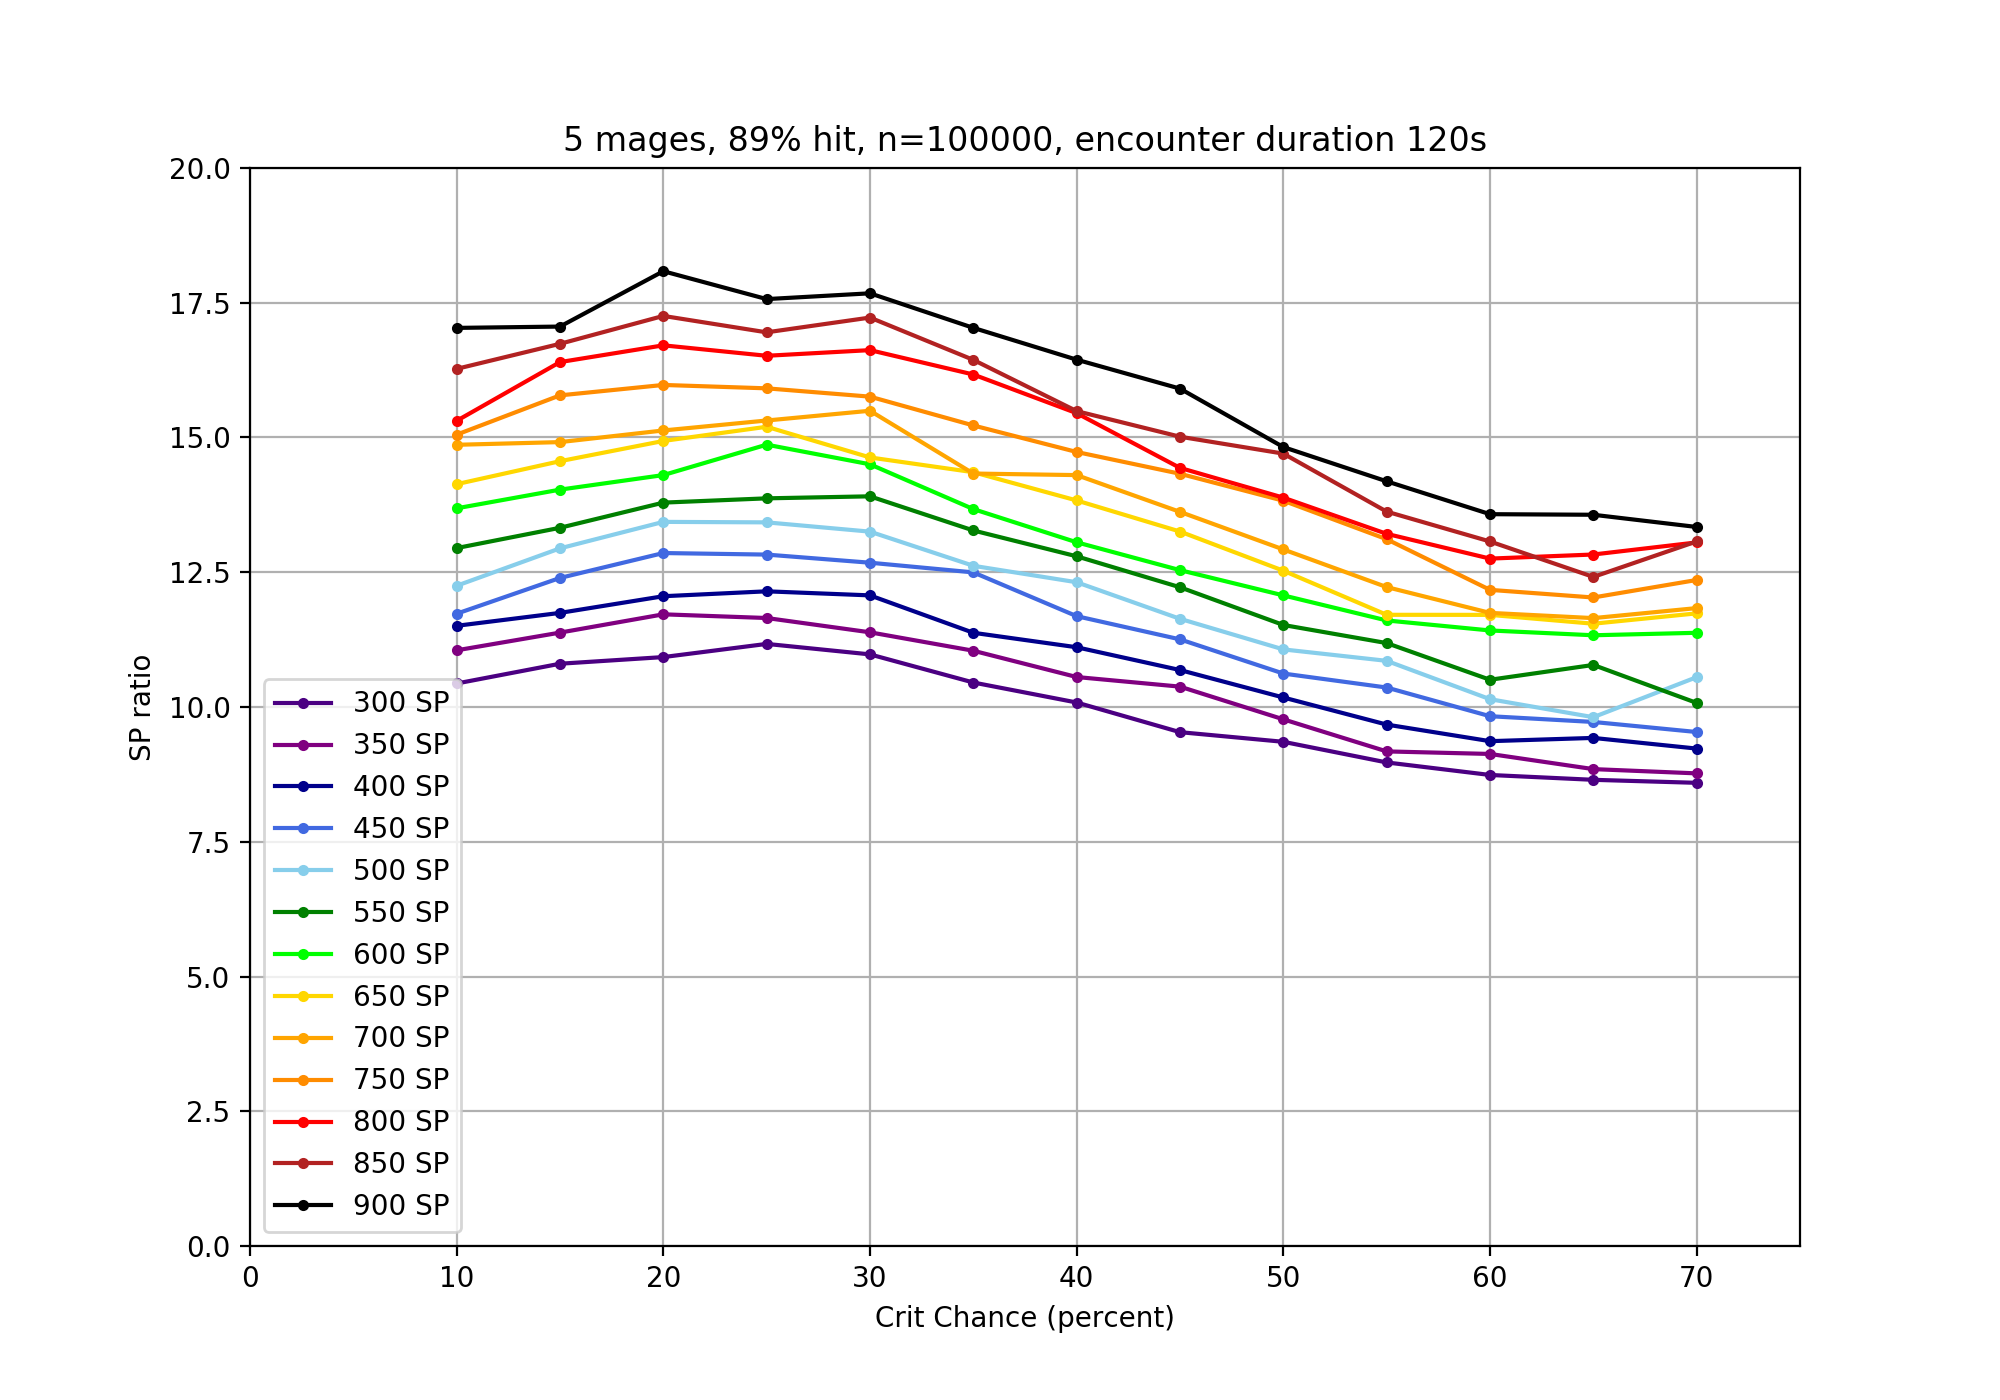 5 mages, 89% hit, n=100000, encounter duration 120s
20.0
17.5
15.0
12.5
10.0
7.5
5.0
2.5
0.0
SP ratio
300 SP
350 SP
400 SP
450 SP
500 SP
550 SP
600 SP
650 SP
700 SP
750 SP
800 SP
850 SP
900 SP
0 10 20 30 40 50 60 70
Crit Chance (percent)